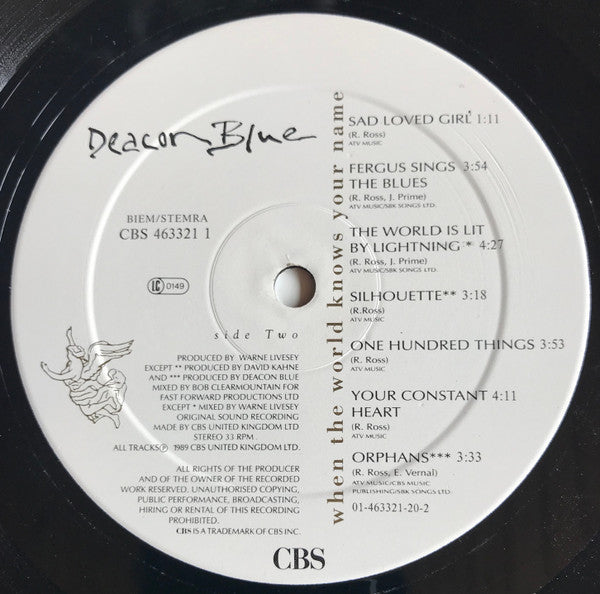 Deacon Blue
BIEM/STEMRA
CBS 463321 1
LC 0149
side Two
PRODUCED BY WARNE LIVESEY
EXCEPT ** PRODUCED BY DAVID KAHNE
AND *** PRODUCED BY DEACON BLUE
MIXED BY BOB CLEARMOUNTAIN FOR
FAST FORWARD PRODUCTIONS LTD
EXCEPT * MIXED BY WARNE LIVESEY
ORIGINAL SOUND RECORDING
MADE BY CBS UNITED KINGDOM LTD
STEREO 33 RPM
ALL TRACKS ℗ 1989 CBS UNITED KINGDOM LTD.
ALL RIGHTS OF THE PRODUCER
AND OF THE OWNER OF THE RECORDED
WORK RESERVED. UNAUTHORISED COPYING,
PUBLIC PERFORMANCE, BROADCASTING,
HIRING OR RENTAL OF THIS RECORDING
PROHIBITED.
CBS IS A TRADEMARK OF CBS INC.
when the world knows your name
SAD LOVED GIRL 1:11
(R. Ross)
ATV MUSIC
FERGUS SINGS 3:54
THE BLUES
(R. Ross, J. Prime)
ATV MUSIC/SBK SONGS LTD.
THE WORLD IS LIT
BY LIGHTNING * 4:27
(R. Ross, J. Prime)
ATV MUSIC/SBK SONGS LTD.
SILHOUETTE** 3:18
(R.Ross)
ATV MUSIC
ONE HUNDRED THINGS 3:53
(R. Ross)
ATV MUSIC
YOUR CONSTANT 4:11
HEART
(R. Ross)
ATV MUSIC
ORPHANS*** 3:33
(R. Ross, E. Vernal)
ATV MUSIC/CBS MUSIC
PUBLISHING/SBK SONGS LTD.
01-463321-20-2
CBS